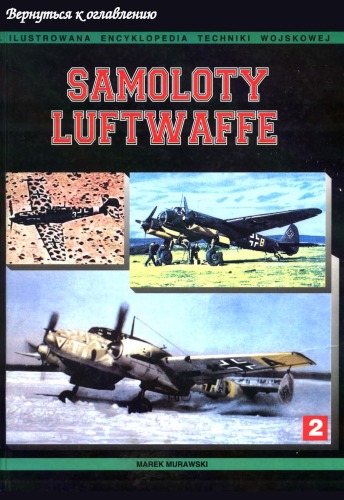 Вернуться к оглавлению
ILUSTROWANA ENCYKLOPEDIA TECHNIKI WOJSKOWEJ
SAMOLOTY
LUFTWAFFE
2
MAREK MURAWSKI